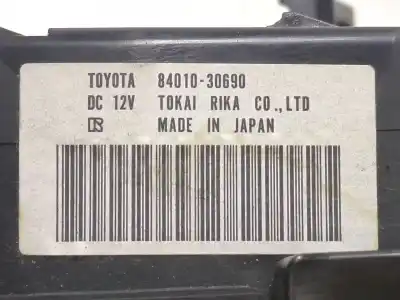 TOYOTA 84010-30690
DC 12V TOKAI RIKA CO.,LTD
MADE IN JAPAN